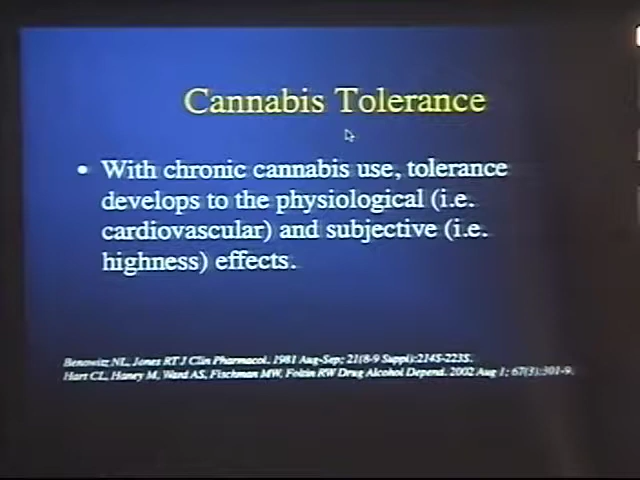 Cannabis Tolerance
• With chronic cannabis use, tolerance
develops to the physiological (i.e.
cardiovascular) and subjective (i.e.
highness) effects.
Benowitz NL, Jones RT J Clin Pharmacol. 1981 Aug-Sep; 21(8-9 Suppl):214S-223S.
Hart CL, Haney M, Ward AS, Fischman MW, Foltin RW Drug Alcohol Depend. 2002 Aug 1; 67(3):301-9.